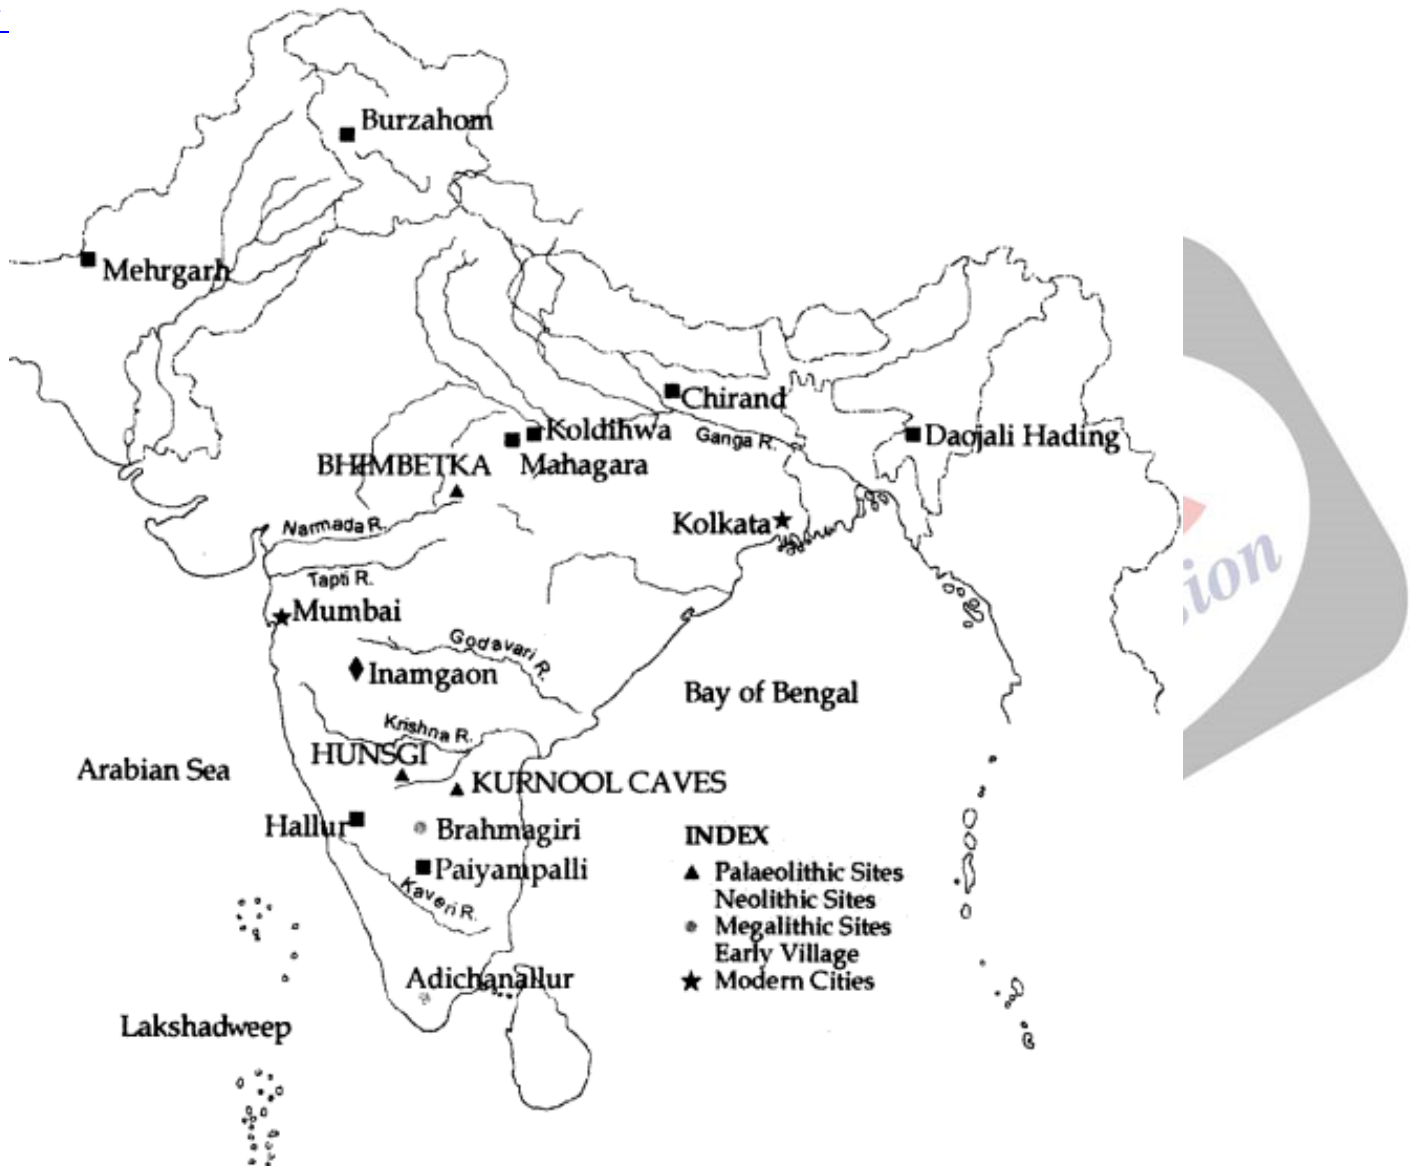 Burzahom
Mehrgarh
Chirand
Koldihwa
Ganga R.
Daojali Hading
BHIMBETKA
Mahagara
Narmada R.
Kolkata
Tapti R.
Mumbai
Godavari R.
Inamgaon
Bay of Bengal
Krishna R.
HUNSGI
Arabian Sea
KURNOOL CAVES
Hallur
Brahmagiri
INDEX
Paiyampalli
Palaeolithic Sites
Kaveri R.
Neolithic Sites
Megalithic Sites
Early Village
Adichanallur
Modern Cities
Lakshadweep